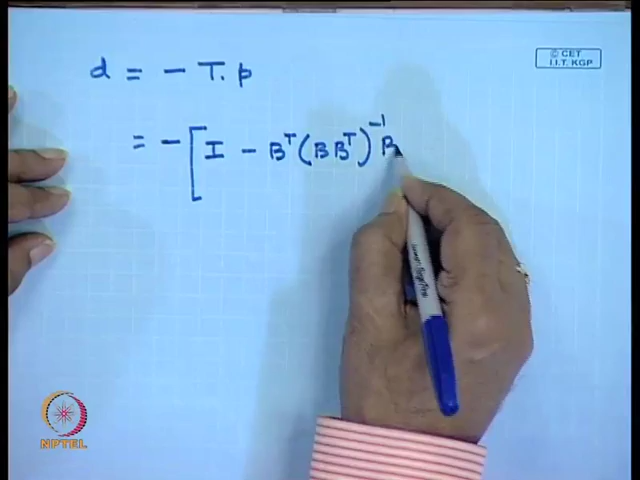 © CET
I.I.T. KGP
d = - T. p
= - [ I - Bᵀ(BBᵀ)⁻¹B
NPTEL